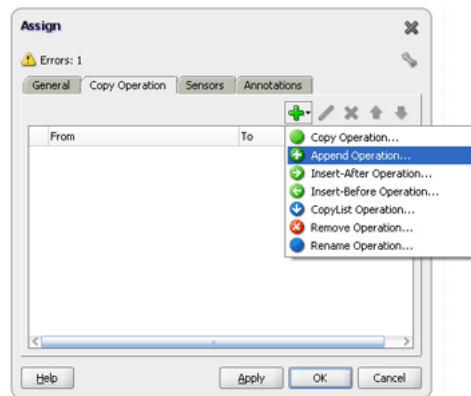 Assign
Errors: 1
General Copy Operation Sensors Annotations
From To
Copy Operation...
Append Operation...
Insert-After Operation...
Insert-Before Operation...
CopyList Operation...
Remove Operation...
Rename Operation...
Help Apply OK Cancel